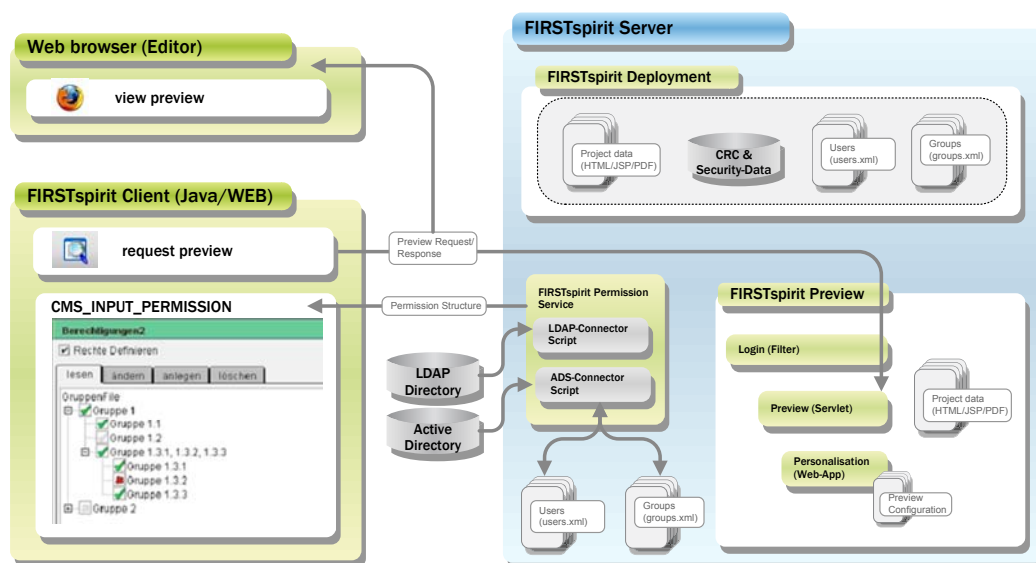 Web browser (Editor)
view preview
FIRSTspirit Client (Java/WEB)
request preview
CMS_INPUT_PERMISSION
Berechtigungen2
Rechte Definieren
lesen ändern anlegen löschen
GruppenFile
Gruppe 1
Gruppe 1.1
Gruppe 1.2
Gruppe 1.3.1, 1.3.2, 1.3.3
Gruppe 1.3.1
Gruppe 1.3.2
Gruppe 1.3.3
Gruppe 2
Preview Request/
Response
Permission Structure
LDAP
Directory
Active
Directory
FIRSTspirit Server
FIRSTspirit Deployment
Project data
(HTML/JSP/PDF)
CRC &
Security-Data
Users
(users.xml)
Groups
(groups.xml)
FIRSTspirit Permission
Service
LDAP-Connector
Script
ADS-Connector
Script
Users
(users.xml)
Groups
(groups.xml)
FIRSTspirit Preview
Login (Filter)
Preview (Servlet)
Project data
(HTML/JSP/PDF)
Personalisation
(Web-App)
Preview
Configuration